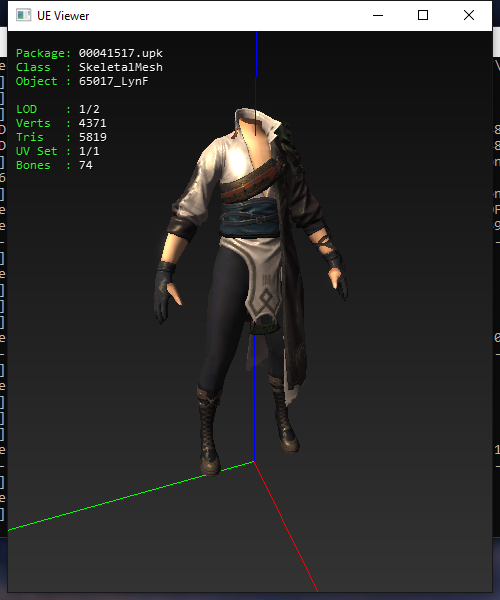 UE Viewer
Package: 00041517.upk
Class : SkeletalMesh
Object : 65017_LynF
LOD : 1/2
Verts : 4371
Tris : 5819
UV Set : 1/1
Bones : 74